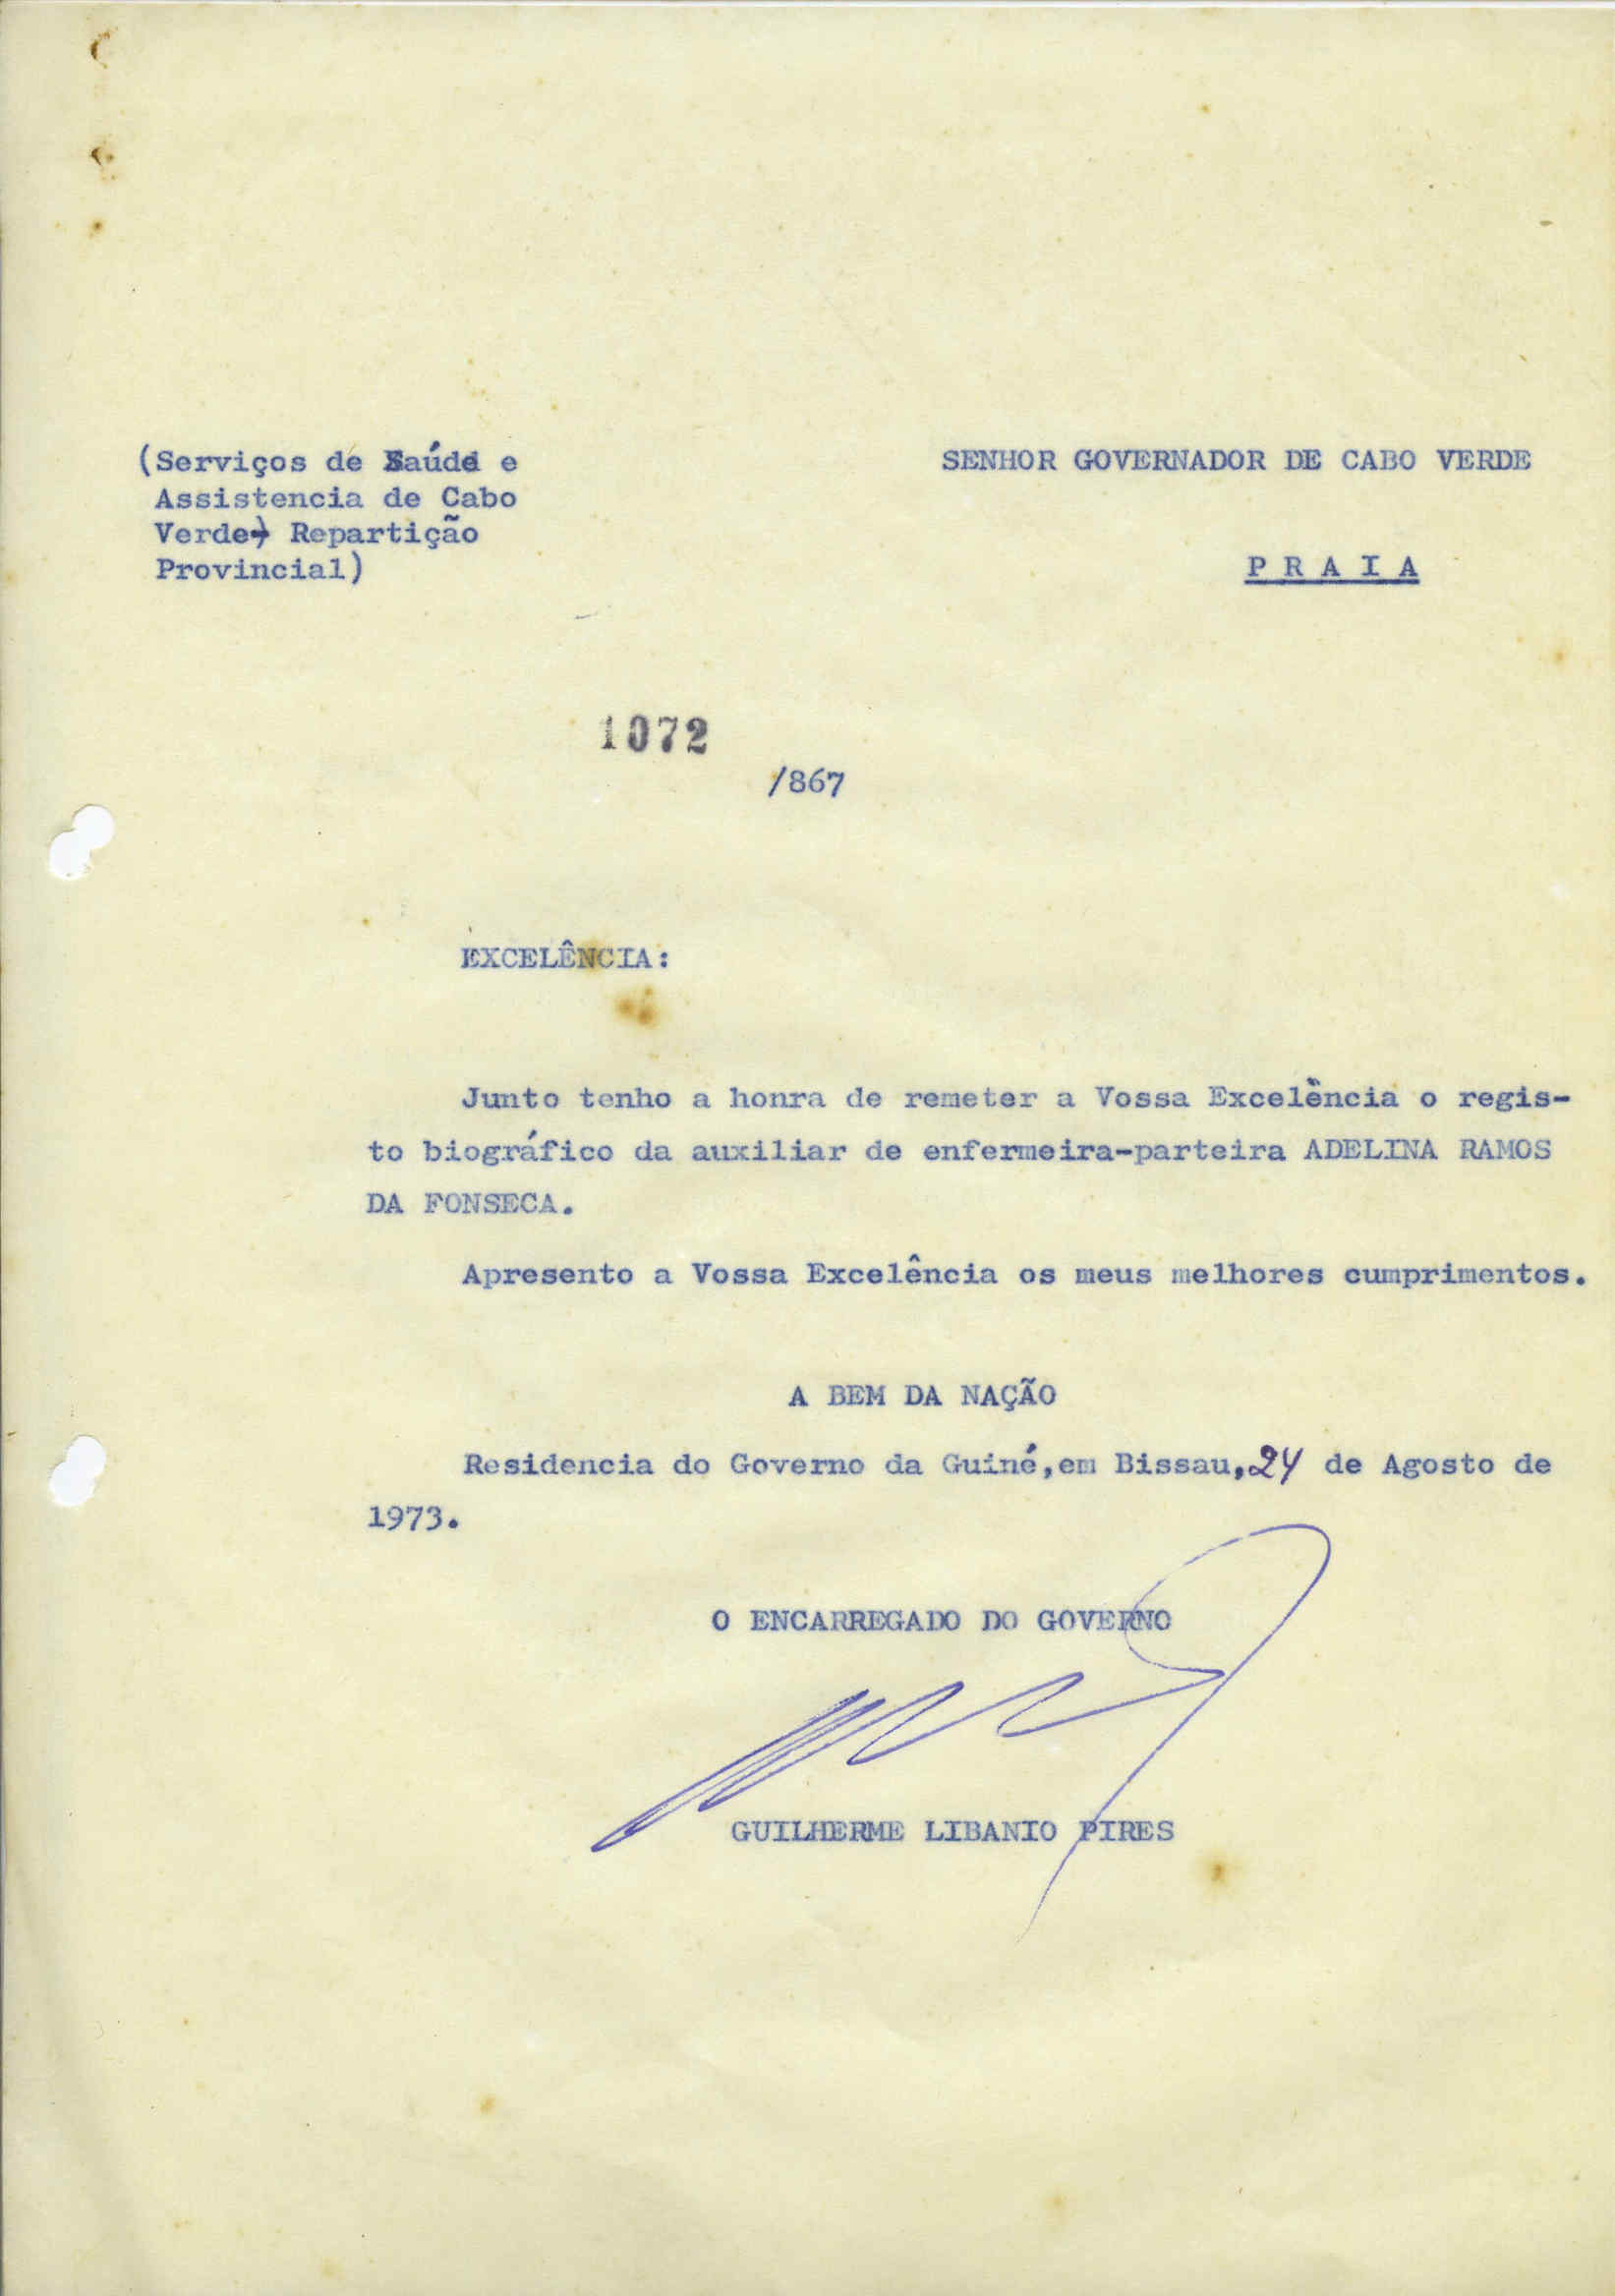 (Serviços de Saúde e
Assistencia de Cabo
Verde) Repartição
Provincial)
SENHOR GOVERNADOR DE CABO VERDE
P R A I A
1072
/867
EXCELÊNCIA:
Junto tenho a honra de remeter a Vossa Excelência o regis-
to biográfico da auxiliar de enfermeira-parteira ADELINA RAMOS
DA FONSECA.
Apresento a Vossa Excelência os meus melhores cumprimentos.
A BEM DA NAÇÃO
Residencia do Governo da Guiné,em Bissau,24 de Agosto de
1973.
O ENCARREGADO DO GOVERNO
GUILHERME LIBANIO PIRES